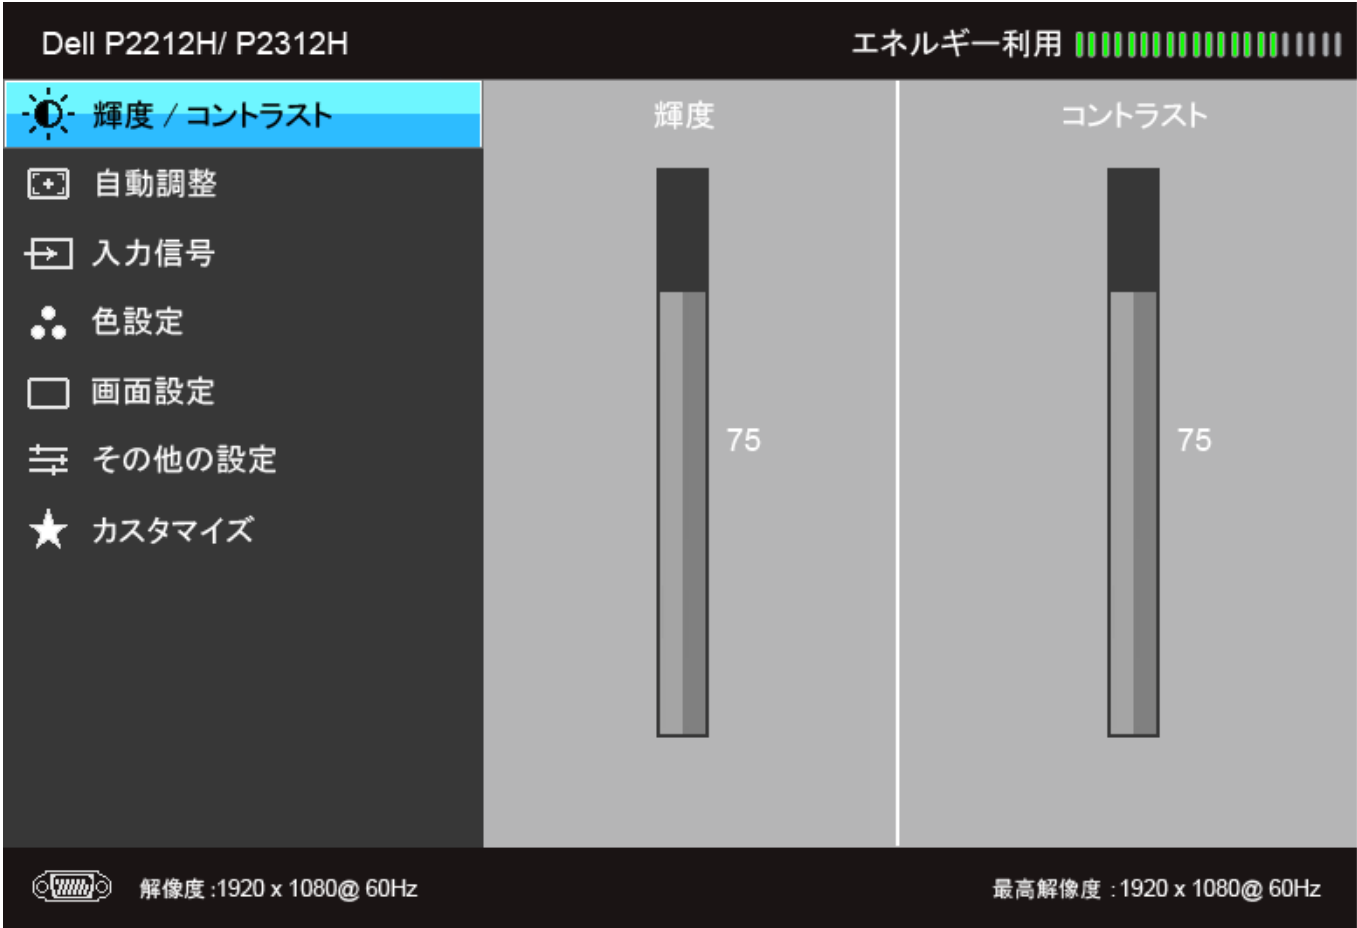 Dell P2212H/ P2312H
エネルギー利用
輝度 / コントラスト
自動調整
入力信号
色設定
画面設定
その他の設定
カスタマイズ
輝度
75
コントラスト
75
解像度 :1920 x 1080@ 60Hz
最高解像度 : 1920 x 1080@ 60Hz